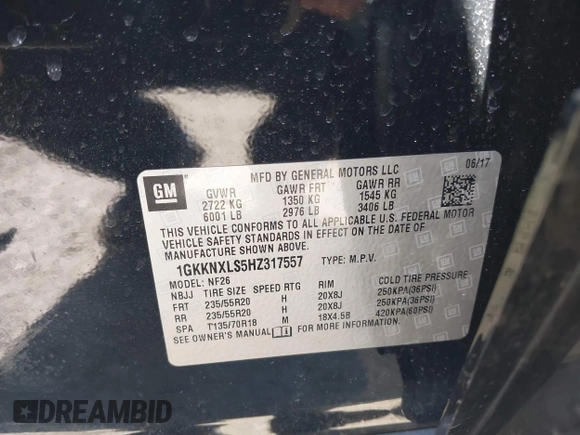 MFD BY GENERAL MOTORS LLC 06/17
GM GVWR GAWR FRT GAWR RR
2722 KG 1350 KG 1545 KG
6001 LB 2976 LB 3406 LB
THIS VEHICLE CONFORMS TO ALL APPLICABLE U.S. FEDERAL MOTOR
VEHICLE SAFETY AND THEFT PREVENTION STANDARDS IN EFFECT ON THE DATE OF
MANUFACTURE SHOWN ABOVE.
1GKKNXLS5HZ317557 TYPE: M.P.V.
MODEL: NF26
NBJJ TIRE SIZE SPEED RTG RIM COLD TIRE PRESSURE
FRT 235/55R20 H 20X8J 250KPA(36PSI)
RR 235/55R20 H 20X8J 250KPA(36PSI)
SPA T135/70R18 M 18X4.5B 420KPA(60PSI)
SEE OWNER'S MANUAL FOR MORE INFORMATION.
DREAMBID